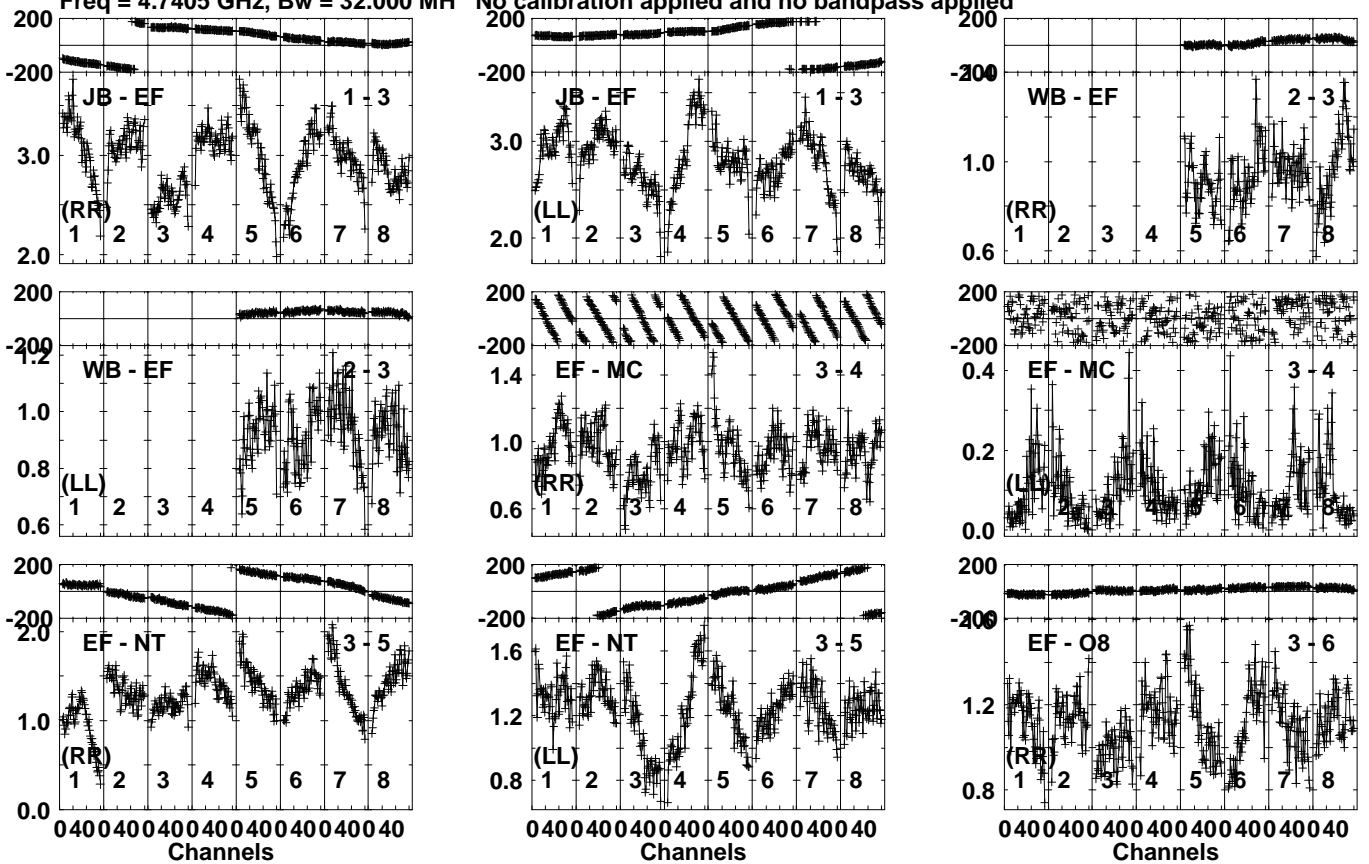 Freq = 4.7405 GHz, Bw = 32.000 MH No calibration applied and no bandpass applied
200
-200
JB - EF 1 - 3
3.0
(RR)
1 2 3 4 5 6 7 8
2.0
200
-200
JB - EF 1 - 3
3.0
(LL)
1 2 3 4 5 6 7 8
2.0
200
WB - EF 2 - 3
1.0
(RR)
1 2 3 4 5 6 7 8
0.6
200
WB - EF 2 - 3
1.0
0.8
(LL)
1 2 3 4 5 6 7 8
0.6
200
-200
1.4
EF - MC 3 - 4
1.0
(RR)
1 2 3 4 5 6 7 8
0.6
200
-200
0.4
EF - MC 3 - 4
0.2
(LL)
2 3 4 5 6 7 8
0.0
200
-200
2.0
EF - NT 3 - 5
1.0
(RR)
1 2 3 4 5 6 7 8
0.0
0 40 0 40 0 40 0 40 0 40 0 40 0 40 0 40
Channels
200
-200
1.6
EF - NT 3 - 5
1.2
(LL)
1 2 3 4 5 6 7 8
0.8
0 40 0 40 0 40 0 40 0 40 0 40 0 40 0 40
Channels
200
EF - O8 3 - 6
1.2
(RR)
1 2 3 4 5 6 7 8
0.8
0 40 0 40 0 40 0 40 0 40 0 40 0 40 0 40
Channels